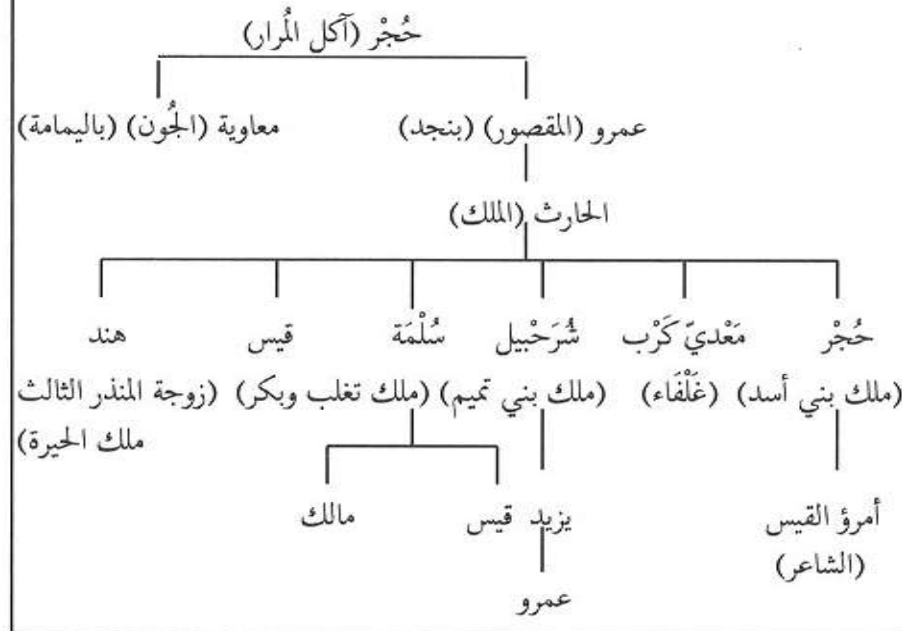 حُجْر (آكل المُرار)
عمرو (المقصور) (بنجد) معاوية (الجُون) (باليمامة)
الحارث (الملك)
حُجْر مَعْديّ كَرْب شُرَحْبيل سُلْمَة قيس هند
(ملك بني أسد) (غَلْفَاء) (ملك بني تميم) (ملك تغلب وبكر) (زوجة المنذر الثالث
ملك الحيرة)
أمرؤ القيس يزيد قيس مالك
(الشاعر)
عمرو